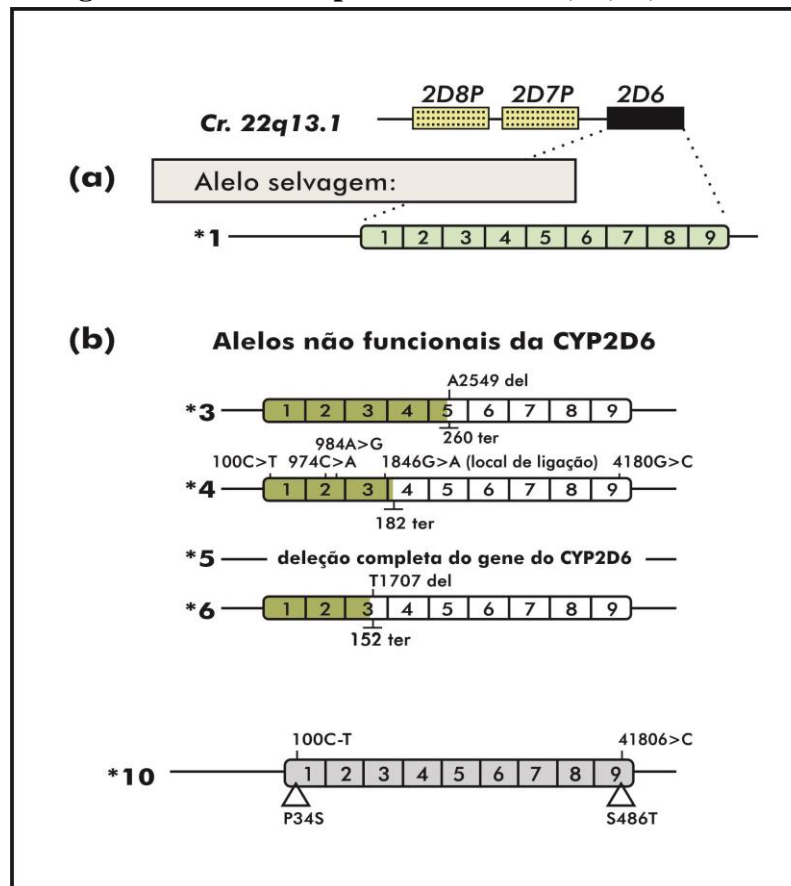 2D8P 2D7P 2D6
Cr. 22q13.1
(a)
Alelo selvagem:
*1 1 2 3 4 5 6 7 8 9
(b) Alelos não funcionais da CYP2D6
A2549 del
*3 1 2 3 4 5 6 7 8 9
260 ter
984A>G
100C>T 974C>A 1846G>A (local de ligação) 4180G>C
*4 1 2 3 4 5 6 7 8 9
182 ter
*5 deleção completa do gene do CYP2D6
T1707 del
*6 1 2 3 4 5 6 7 8 9
152 ter
100C-T 41806>C
*10 1 2 3 4 5 6 7 8 9
P34S S486T